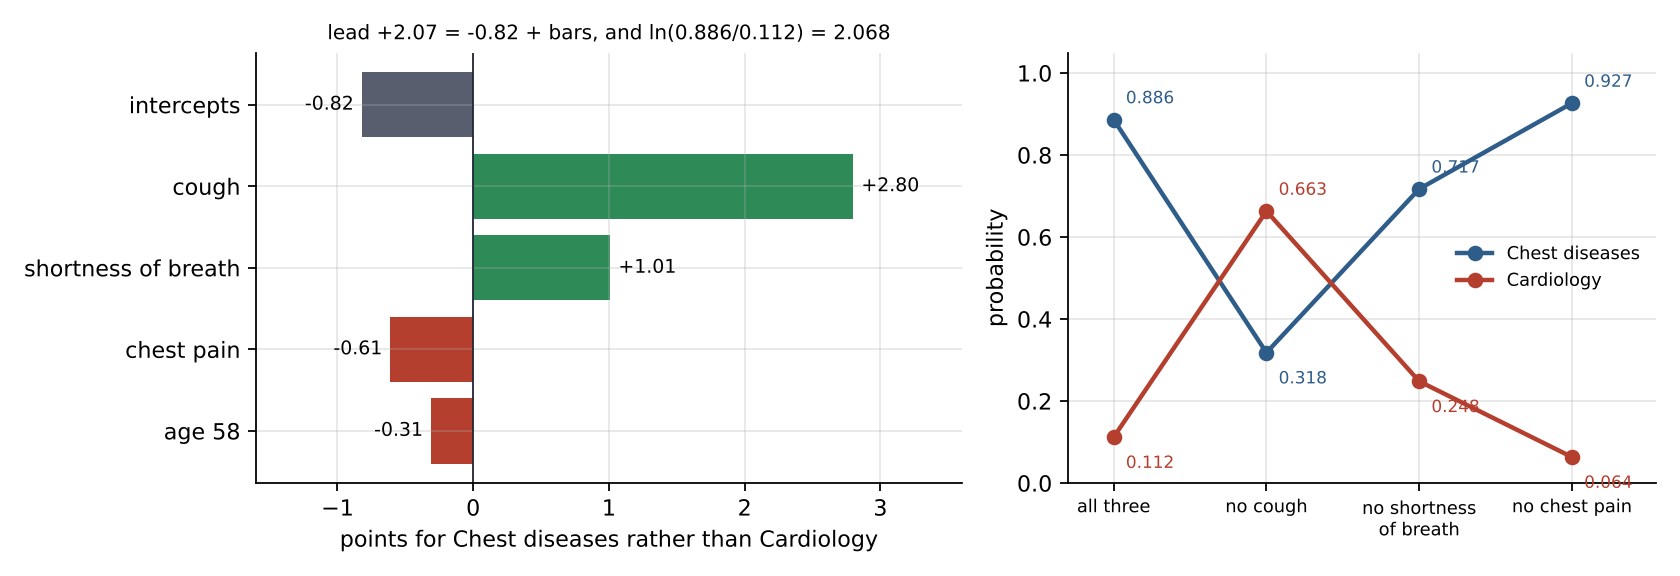 lead +2.07 = -0.82 + bars, and ln(0.886/0.112) = 2.068
intercepts
-0.82
cough
+2.80
shortness of breath
+1.01
chest pain
-0.61
age 58
-0.31
−1
0
1
2
3
points for Chest diseases rather than Cardiology
probability
1.0
0.8
0.6
0.4
0.2
0.0
0.886
0.318
0.717
0.927
0.112
0.663
0.248
0.064
Chest diseases
Cardiology
all three
no cough
no shortness
of breath
no chest pain